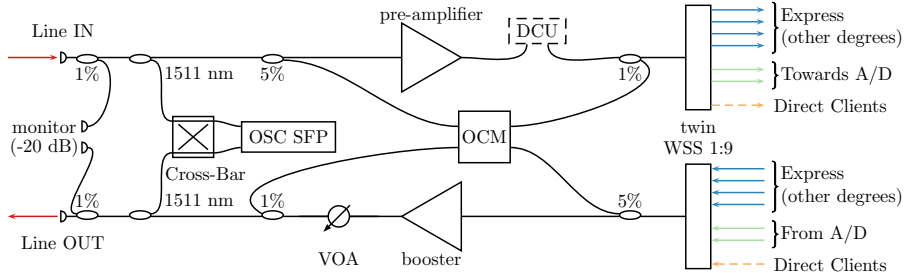 Line IN
1%
1511 nm
5%
pre-amplifier
DCU
1%
Express
(other degrees)
Towards A/D
Direct Clients
monitor
(-20 dB)
OSC SFP
Cross-Bar
OCM
twin
WSS 1:9
Line OUT
1%
1511 nm
1%
VOA
booster
5%
Express
(other degrees)
From A/D
Direct Clients